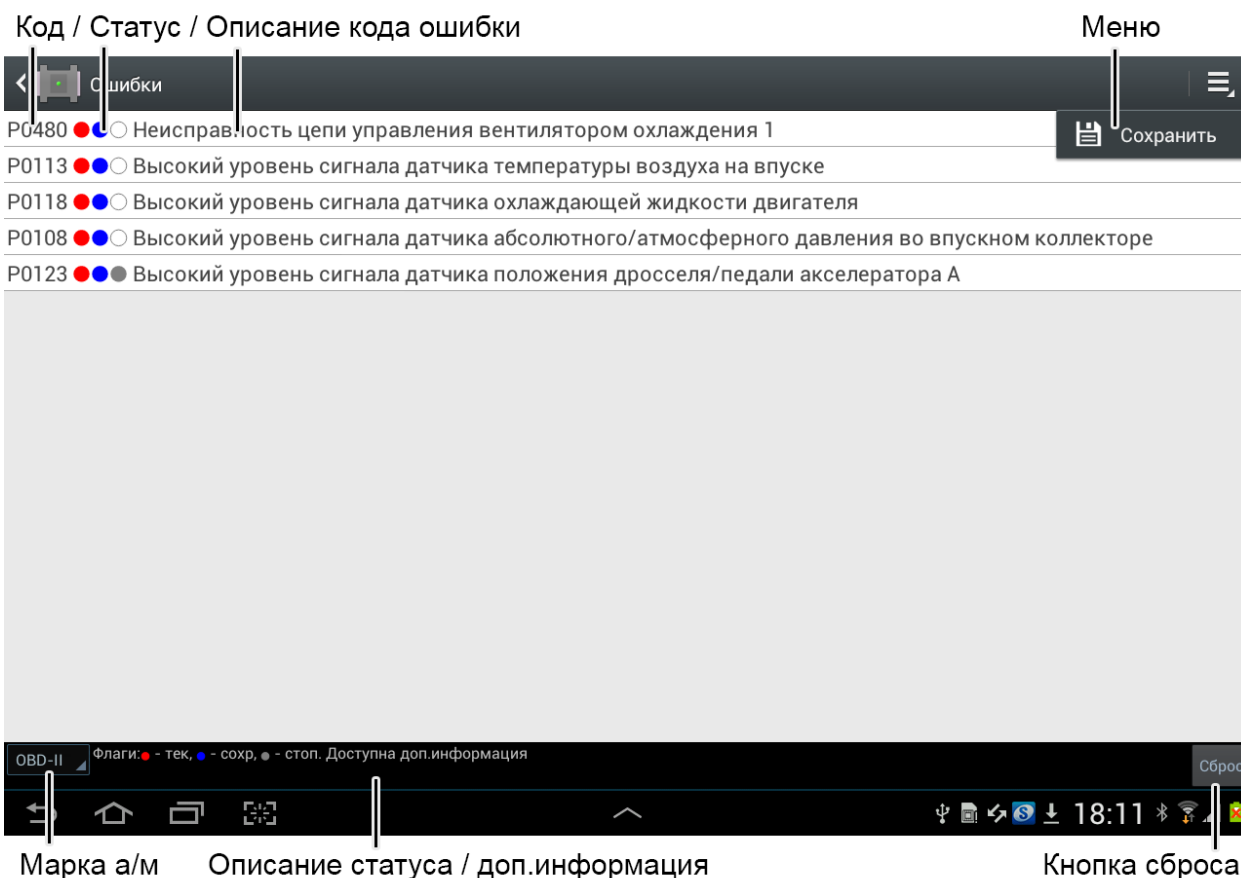 Код / Статус / Описание кода ошибки
Меню
Ошибки
P0480 Неисправность цепи управления вентилятором охлаждения 1
Сохранить
P0113 Высокий уровень сигнала датчика температуры воздуха на впуске
P0118 Высокий уровень сигнала датчика охлаждающей жидкости двигателя
P0108 Высокий уровень сигнала датчика абсолютного/атмосферного давления во впускном коллекторе
P0123 Высокий уровень сигнала датчика положения дросселя/педали акселератора А
OBD-II
Флаги: - тек, - сохр, - стоп. Доступна доп.информация
Сброс
18:11
Марка а/м
Описание статуса / доп.информация
Кнопка сброса